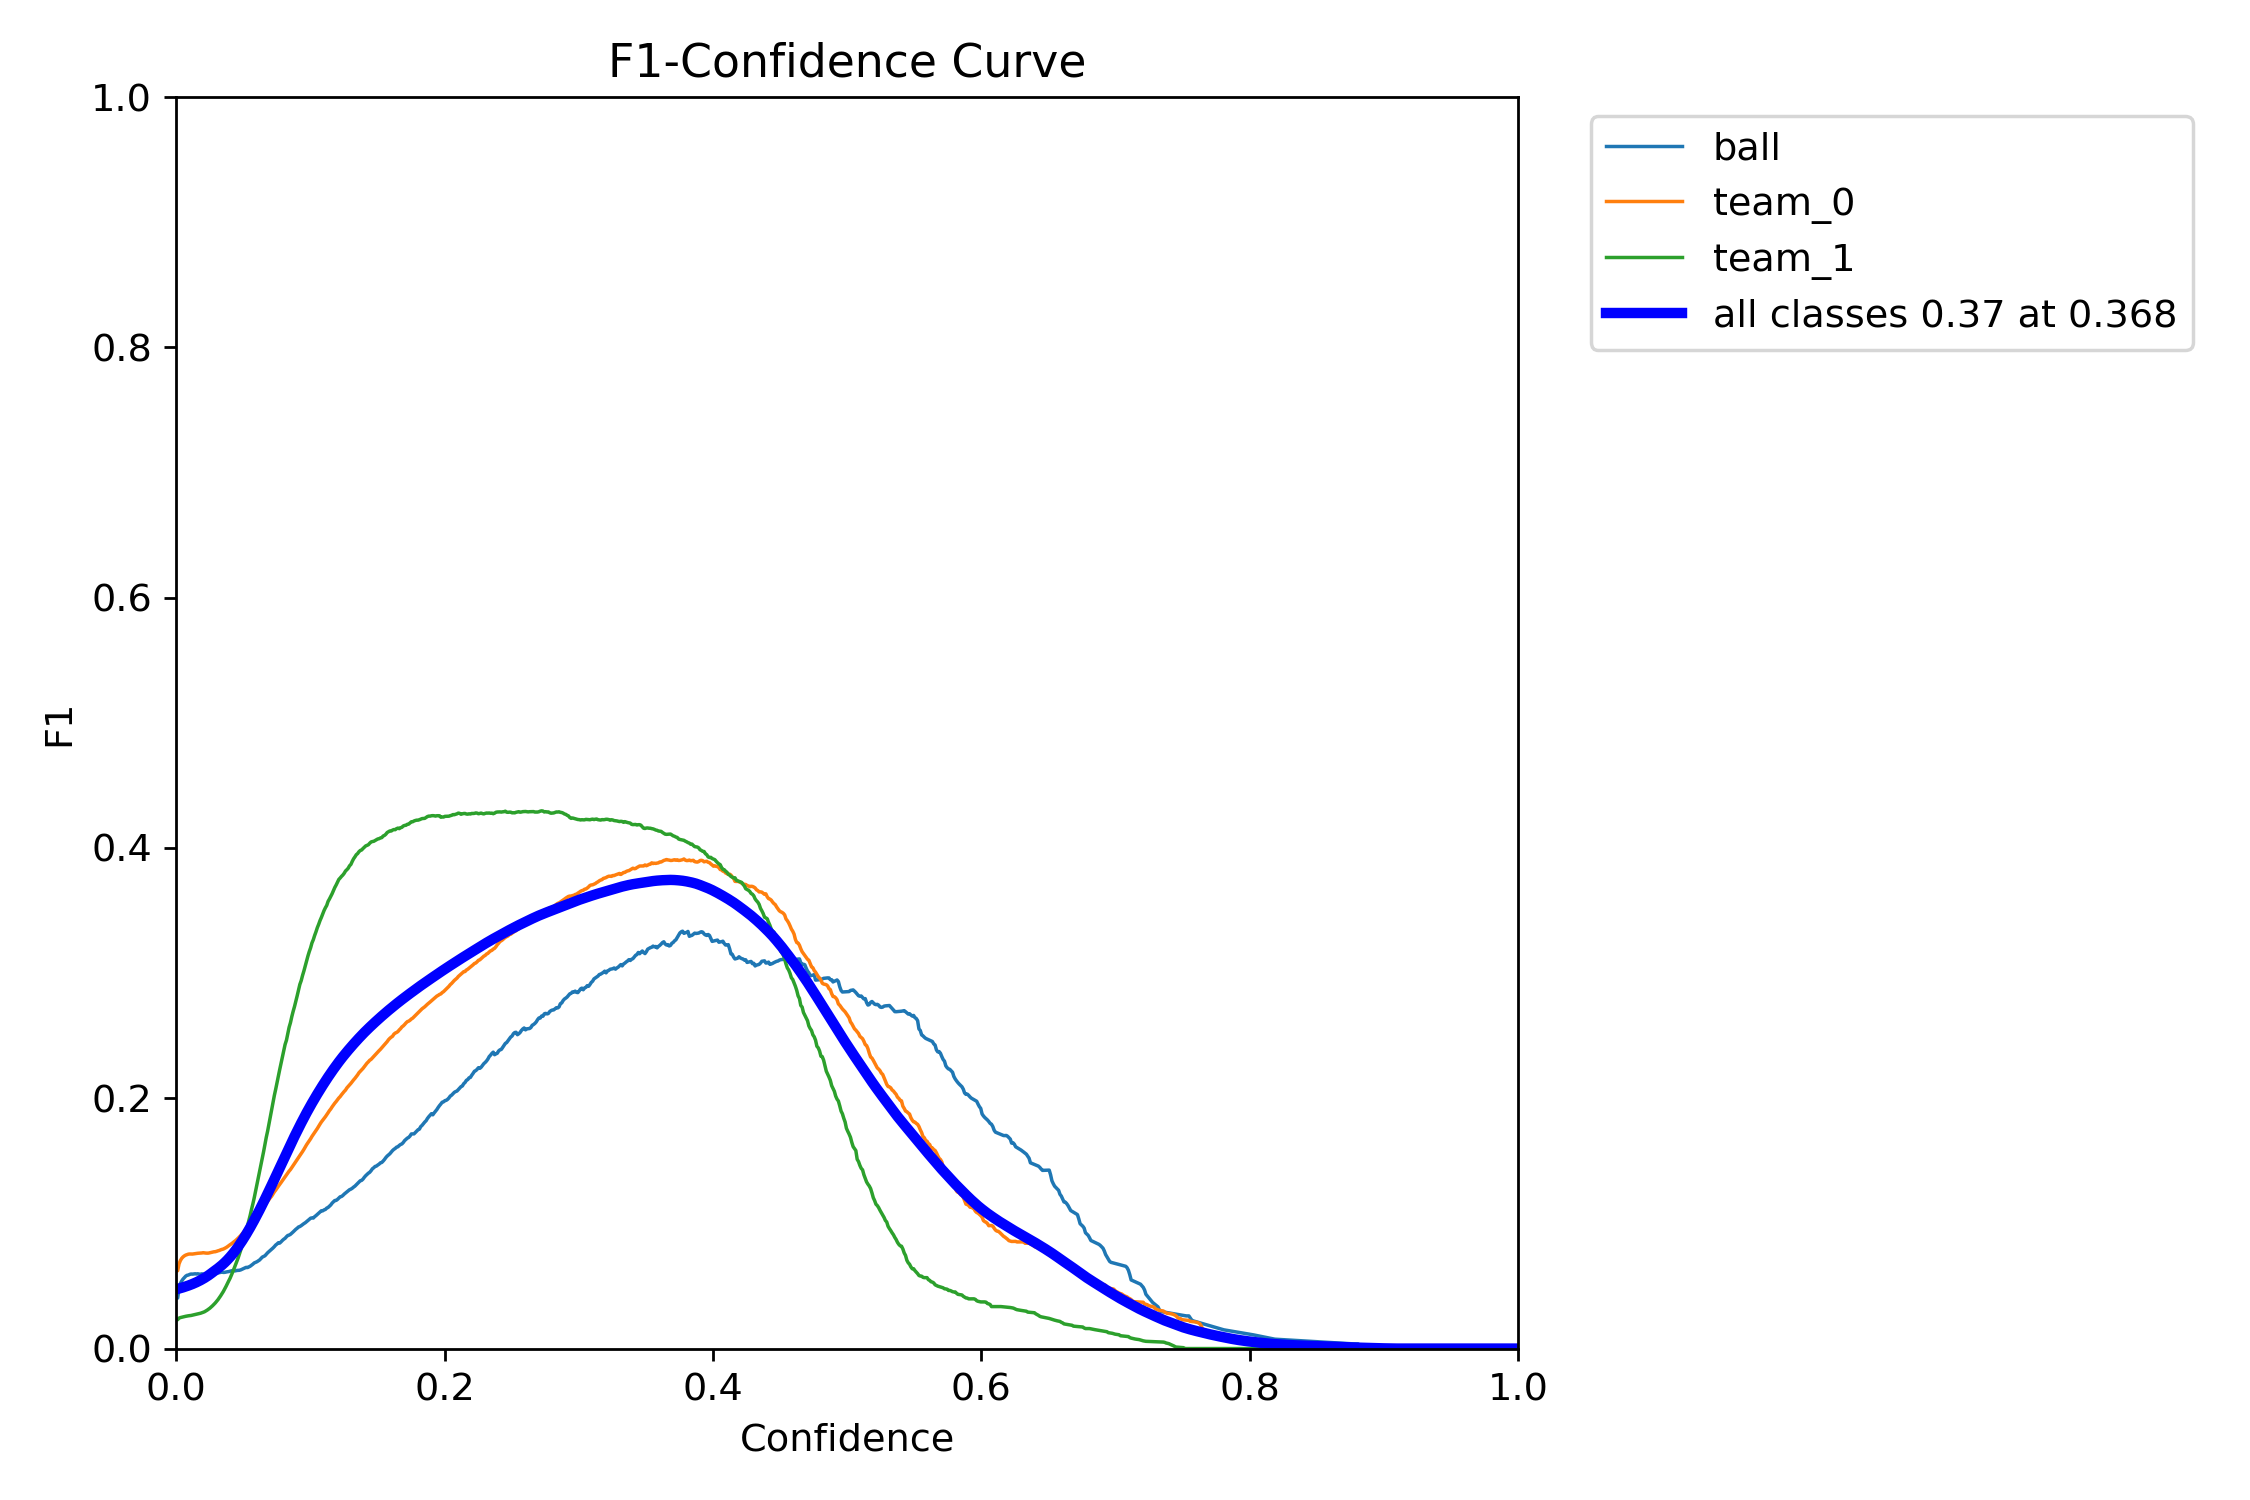 F1-Confidence Curve
1.0
0.8
0.6
0.4
0.2
0.0
F1
0.0 0.2 0.4 0.6 0.8 1.0
Confidence
ball
team_0
team_1
all classes 0.37 at 0.368